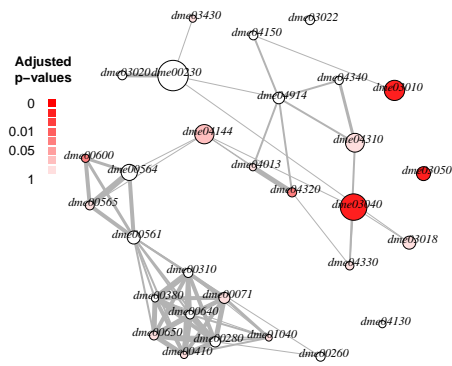 dme03430
dme03022
dme04150
Adjusted
p−values
dme03020
dme00230
dme04340
dme03010
dme04914
0
0.01
0.05
1
dme04144
dme04310
dme00600
dme00564
dme04013
dme03050
dme04320
dme00565
dme03040
dme00561
dme03018
dme04330
dme00310
dme00380
dme00071
dme00640
dme04130
dme00650
dme00280
dme01040
dme00410
dme00260